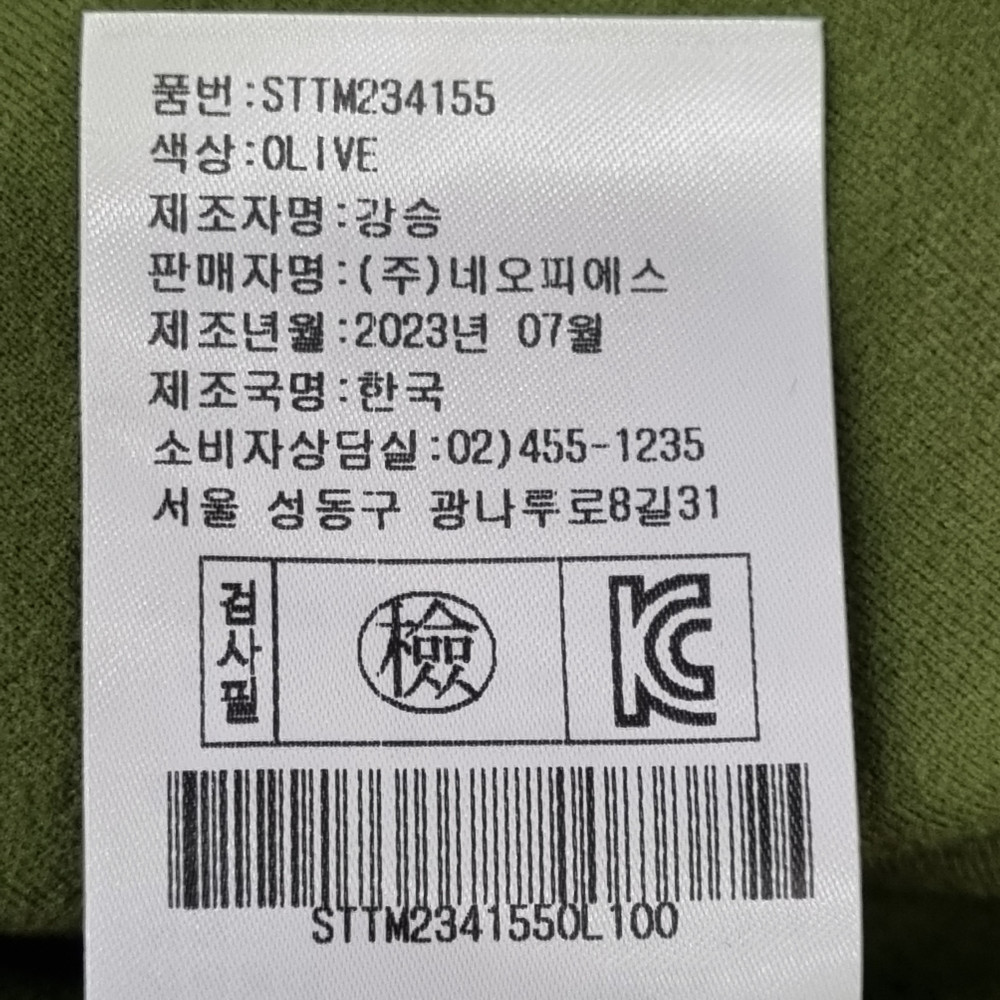 품번:STTM234155
색상:OLIVE
제조자명:강승
판매자명:(주)네오피에스
제조년월:2023년 07월
제조국명:한국
소비자상담실:02)455-1235
서울 성동구 광나루로8길31
검사필
檢
KC
STTM234155OL100